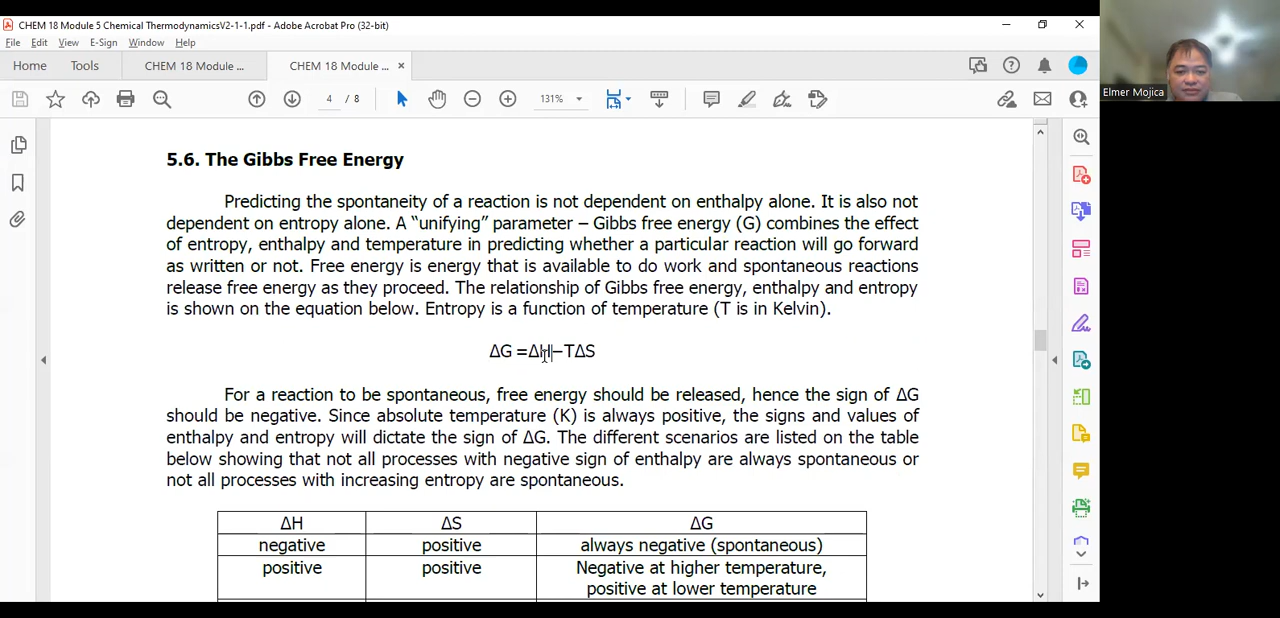 CHEM 18 Module 5 Chemical ThermodynamicsV2-1-1.pdf - Adobe Acrobat Pro (32-bit)
File Edit View E-Sign Window Help
Home Tools CHEM 18 Module ... CHEM 18 Module ... ×
4 / 8 131%
Elmer Mojica
5.6. The Gibbs Free Energy
Predicting the spontaneity of a reaction is not dependent on enthalpy alone. It is also not
dependent on entropy alone. A “unifying” parameter – Gibbs free energy (G) combines the effect
of entropy, enthalpy and temperature in predicting whether a particular reaction will go forward
as written or not. Free energy is energy that is available to do work and spontaneous reactions
release free energy as they proceed. The relationship of Gibbs free energy, enthalpy and entropy
is shown on the equation below. Entropy is a function of temperature (T is in Kelvin).
ΔG =ΔH–TΔS
For a reaction to be spontaneous, free energy should be released, hence the sign of ΔG
should be negative. Since absolute temperature (K) is always positive, the signs and values of
enthalpy and entropy will dictate the sign of ΔG. The different scenarios are listed on the table
below showing that not all processes with negative sign of enthalpy are always spontaneous or
not all processes with increasing entropy are spontaneous.
ΔH ΔS ΔG
negative positive always negative (spontaneous)
positive positive Negative at higher temperature,
positive at lower temperature